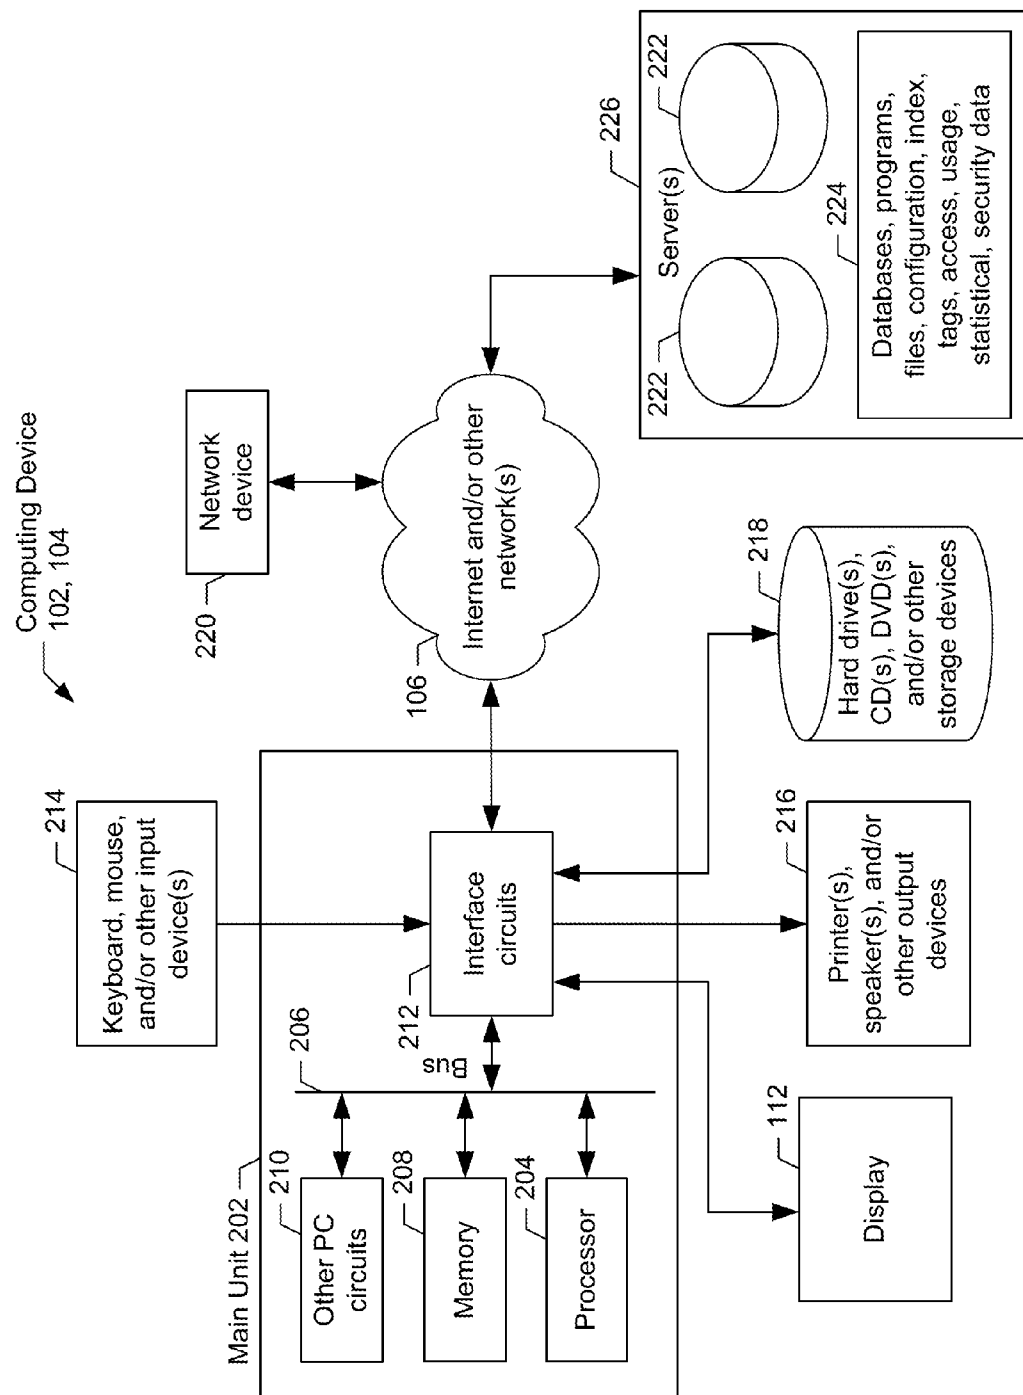 Computing Device
102, 104
Main Unit 202
210
Other PC
circuits
208
Memory
204
Processor
206
Bus
212
Interface
circuits
214
Keyboard, mouse,
and/or other input
device(s)
106
Internet and/or other
network(s)
220
Network
device
112
Display
216
Printer(s),
speaker(s), and/or
other output
devices
218
Hard drive(s),
CD(s), DVD(s),
and/or other
storage devices
226
Server(s)
222
222
224
Databases, programs,
files, configuration, index,
tags, access, usage,
statistical, security data